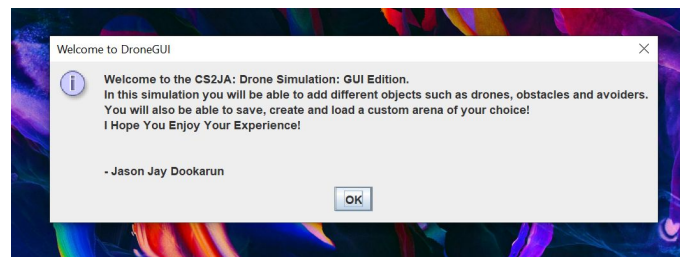 Welcome to DroneGUI
Welcome to the CS2JA: Drone Simulation: GUI Edition.
In this simulation you will be able to add different objects such as drones, obstacles and avoiders.
You will also be able to save, create and load a custom arena of your choice!
I Hope You Enjoy Your Experience!
- Jason Jay Dookarun
OK